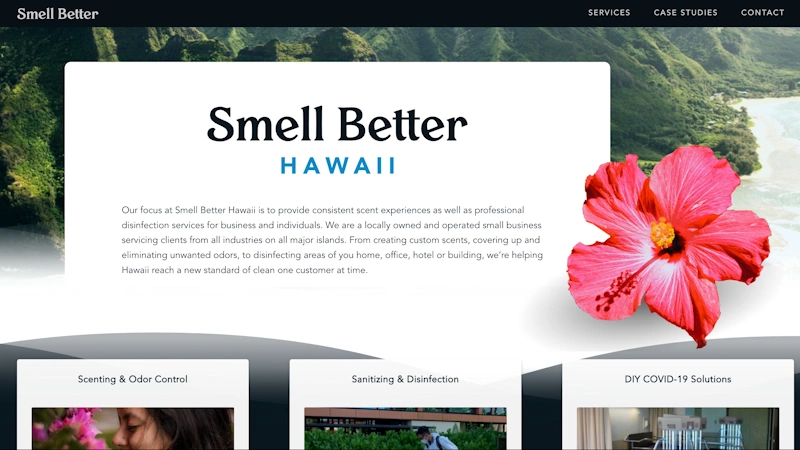 Smell Better
SERVICES CASE STUDIES CONTACT
Smell Better
HAWAII
Our focus at Smell Better Hawaii is to provide consistent scent experiences as well as professional
disinfection services for business and individuals. We are a locally owned and operated small business
servicing clients from all industries on all major islands. From creating custom scents, covering up and
eliminating unwanted odors, to disinfecting areas of you home, office, hotel or building, we're helping
Hawaii reach a new standard of clean one customer at time.
Scenting & Odor Control
Sanitizing & Disinfection
DIY COVID-19 Solutions